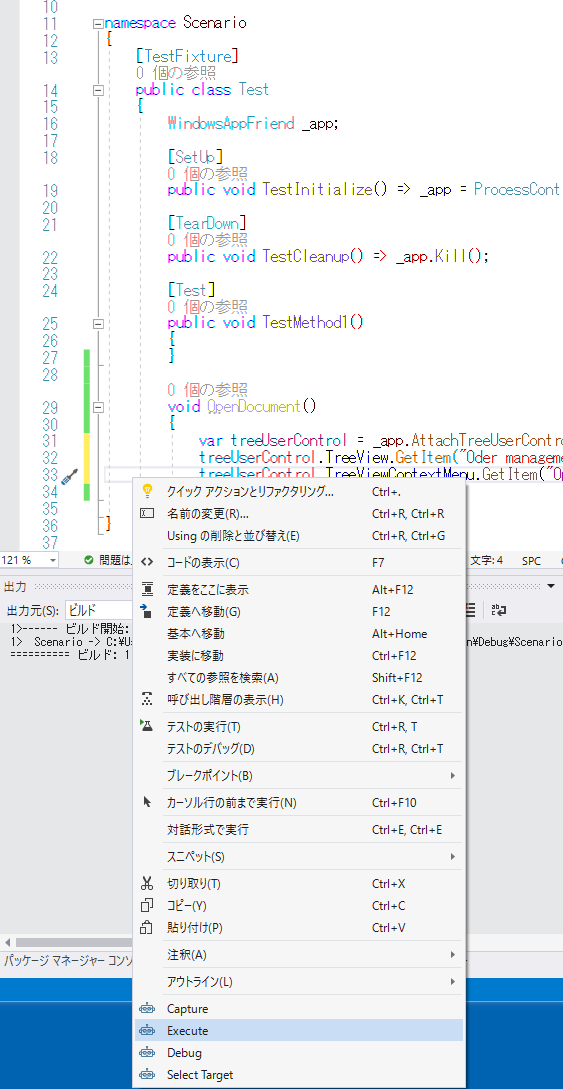 10
11 namespace Scenario
12 {
13 [TestFixture]
0 個の参照
14 public class Test
15 {
16 WindowsAppFriend _app;
17
18 [SetUp]
0 個の参照
19 public void TestInitialize() => _app = ProcessCont
20
21 [TearDown]
0 個の参照
22 public void TestCleanup() => _app.Kill();
23
24 [Test]
0 個の参照
25 public void TestMethod1()
26 {
27 }
28
0 個の参照
29 void OpenDocument()
30 {
31 var treeUserControl = _app.AttachTreeUserContr
32 treeUserControl.TreeView.GetItem("Oder manageme
33 treeUserControl.TreeViewContextMenu.GetItem("Op
34
35
36 }
37
121 % 問題は 文字: 4 SPC
出力
出力元(S): ビルド
1>------ ビルド開始:
1> Scenario -> C:¥U n¥Debug¥Scenario
========== ビルド: 1
パッケージ マネージャー コンソ
クイック アクションとリファクタリング... Ctrl+.
名前の変更(R)... Ctrl+R, Ctrl+R
Using の削除と並び替え(E) Ctrl+R, Ctrl+G
コードの表示(C) F7
定義をここに表示 Alt+F12
定義へ移動(G) F12
基本へ移動 Alt+Home
実装に移動 Ctrl+F12
すべての参照を検索(A) Shift+F12
呼び出し階層の表示(H) Ctrl+K, Ctrl+T
テストの実行(T) Ctrl+R, T
テストのデバッグ(D) Ctrl+R, Ctrl+T
ブレークポイント(B)
カーソル行の前まで実行(N) Ctrl+F10
対話形式で実行 Ctrl+E, Ctrl+E
スニペット(S)
切り取り(T) Ctrl+X
コピー(Y) Ctrl+C
貼り付け(P) Ctrl+V
注釈(A)
アウトライン(L)
Capture
Execute
Debug
Select Target